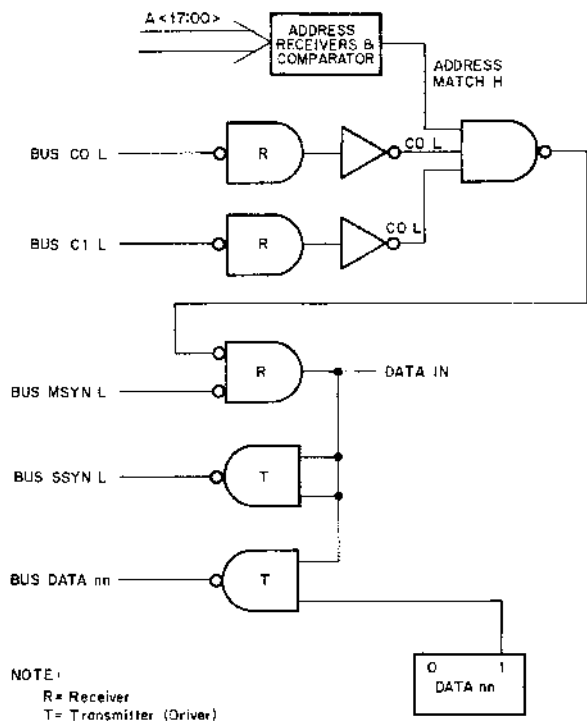 A <17:00>
ADDRESS
RECEIVERS &
COMPARATOR
ADDRESS
MATCH H
BUS C0 L
R
C0 L
BUS C1 L
R
C0 L
BUS MSYN L
R
DATA IN
BUS SSYN L
T
BUS DATA nn
T
0 1
DATA nn
NOTE:
R= Receiver
T= Transmitter (Driver)